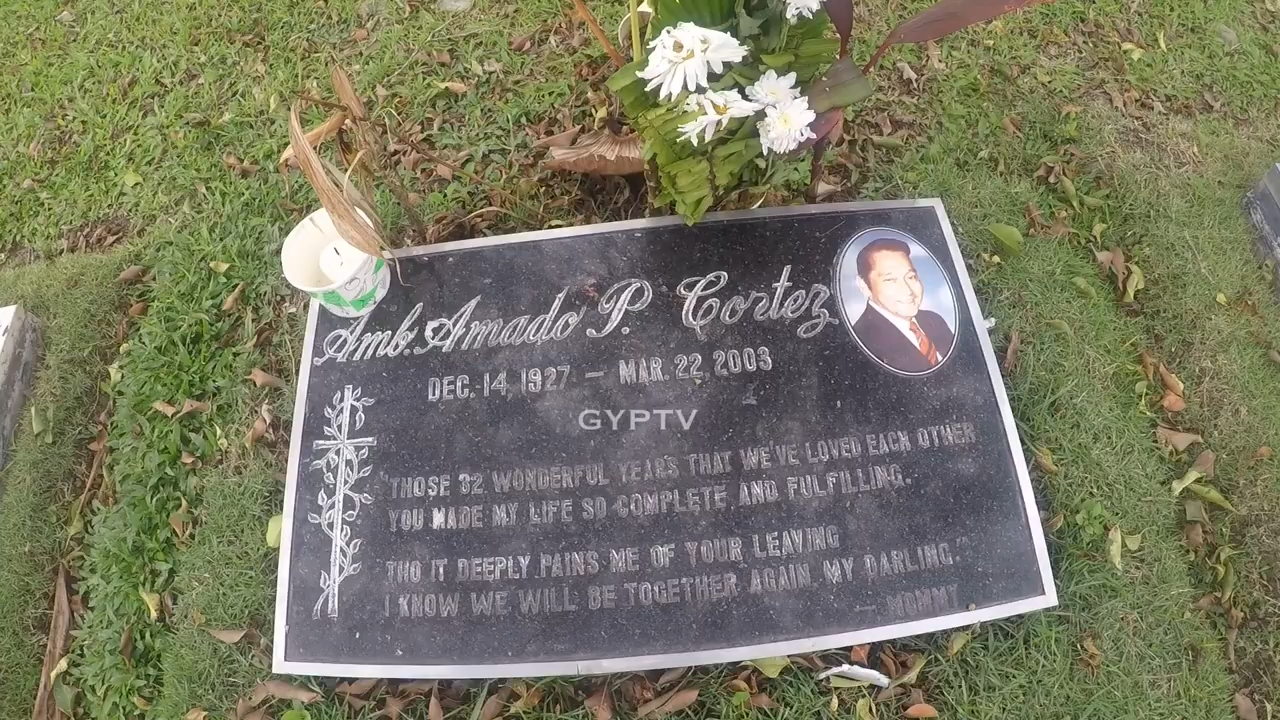 Amb. Amado P. Cortez
DEC. 14, 1927 — MAR. 22, 2003
GYPTV
"THOSE 32 WONDERFUL YEARS THAT WE'VE LOVED EACH OTHER
YOU MADE MY LIFE SO COMPLETE AND FULFILLING.
THO IT DEEPLY PAINS ME OF YOUR LEAVING
I KNOW WE WILL BE TOGETHER AGAIN MY DARLING."
— MOMMY